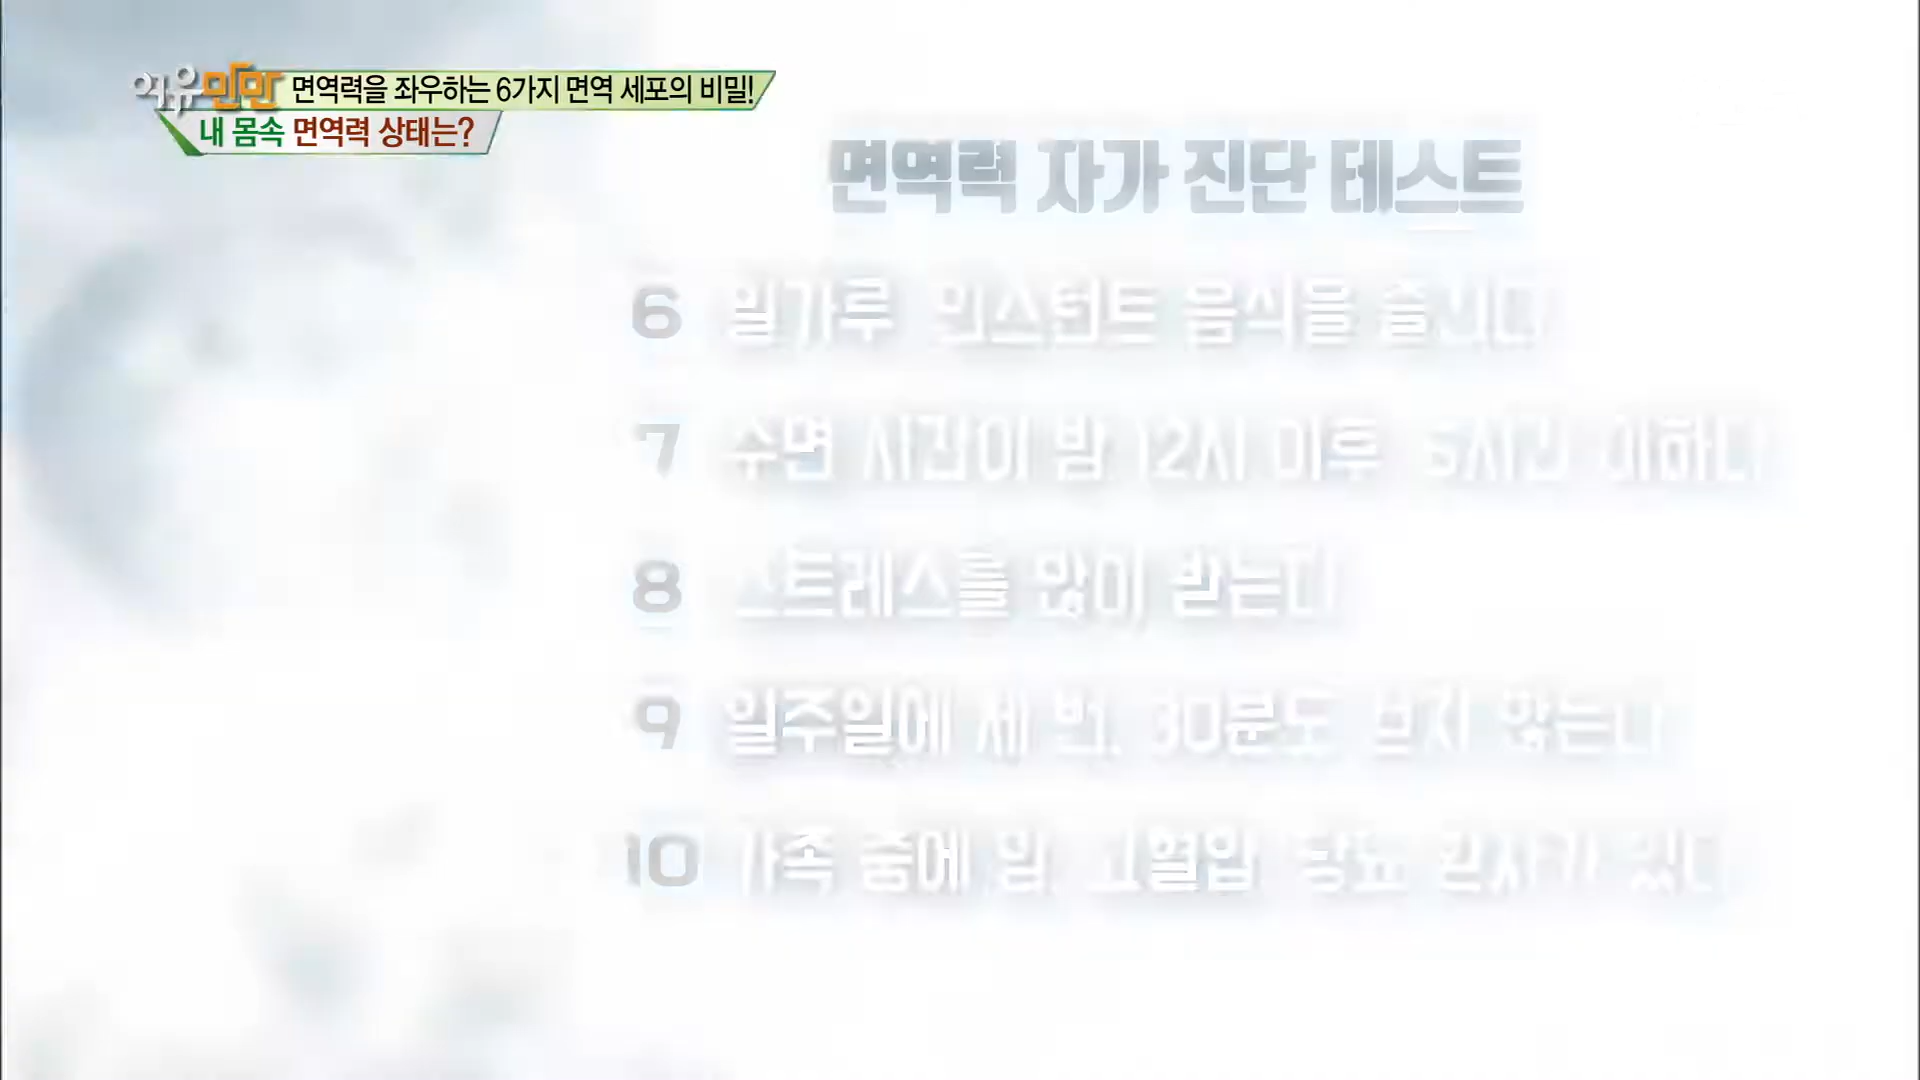 여유만만 면역력을 좌우하는 6가지 면역 세포의 비밀!
내 몸속 면역력 상태는?
면역력 자가 진단 테스트
6 밀가루 인스턴트 음식을 즐긴다
7 수면 시간이 밤 12시 이후, 6시간 이하다
8 스트레스를 많이 받는다
9 일주일에 세 번, 30분도 걷지 않는다
10 가족 중에 암, 고혈압, 당뇨 환자가 있다